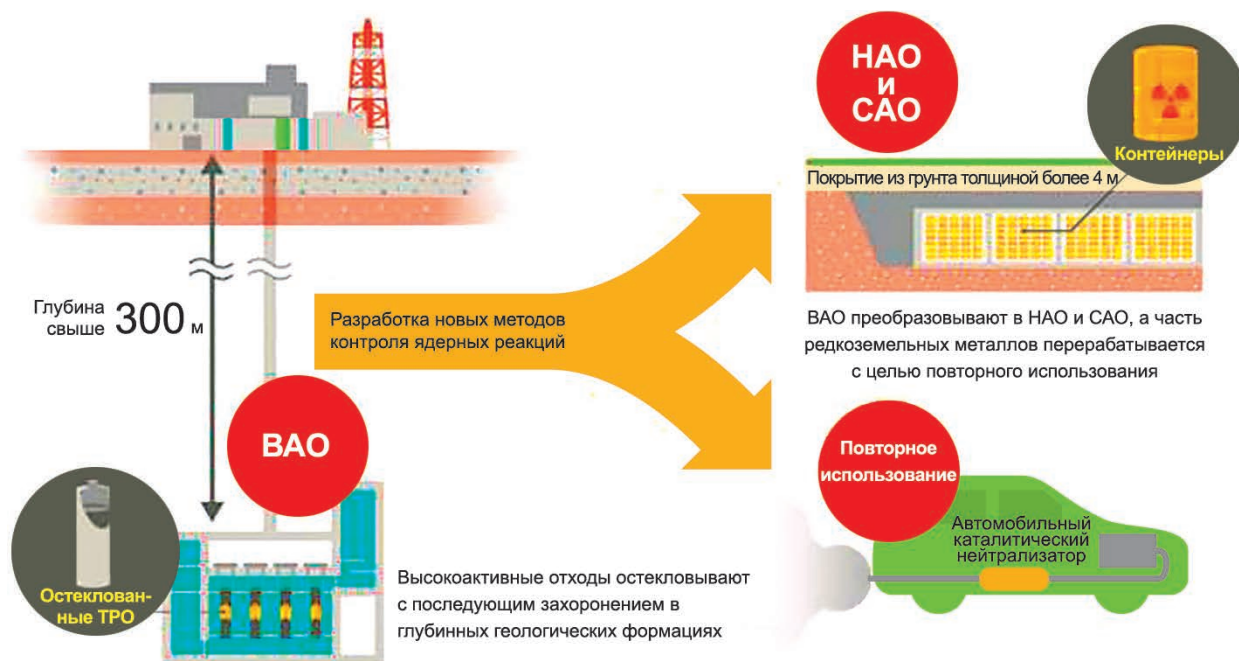 Глубина
свыше 300 м
ВАО
Остеклован-
ные ТРО
Высокоактивные отходы остекловывают
с последующим захоронением в
глубинных геологических формациях
Разработка новых методов
контроля ядерных реакций
НАО
и
САО
Контейнеры
Покрытие из грунта толщиной более 4 м
ВАО преобразовывают в НАО и САО, а часть
редкоземельных металлов перерабатывается
с целью повторного использования
Повторное
использование
Автомобильный
каталитический
нейтрализатор